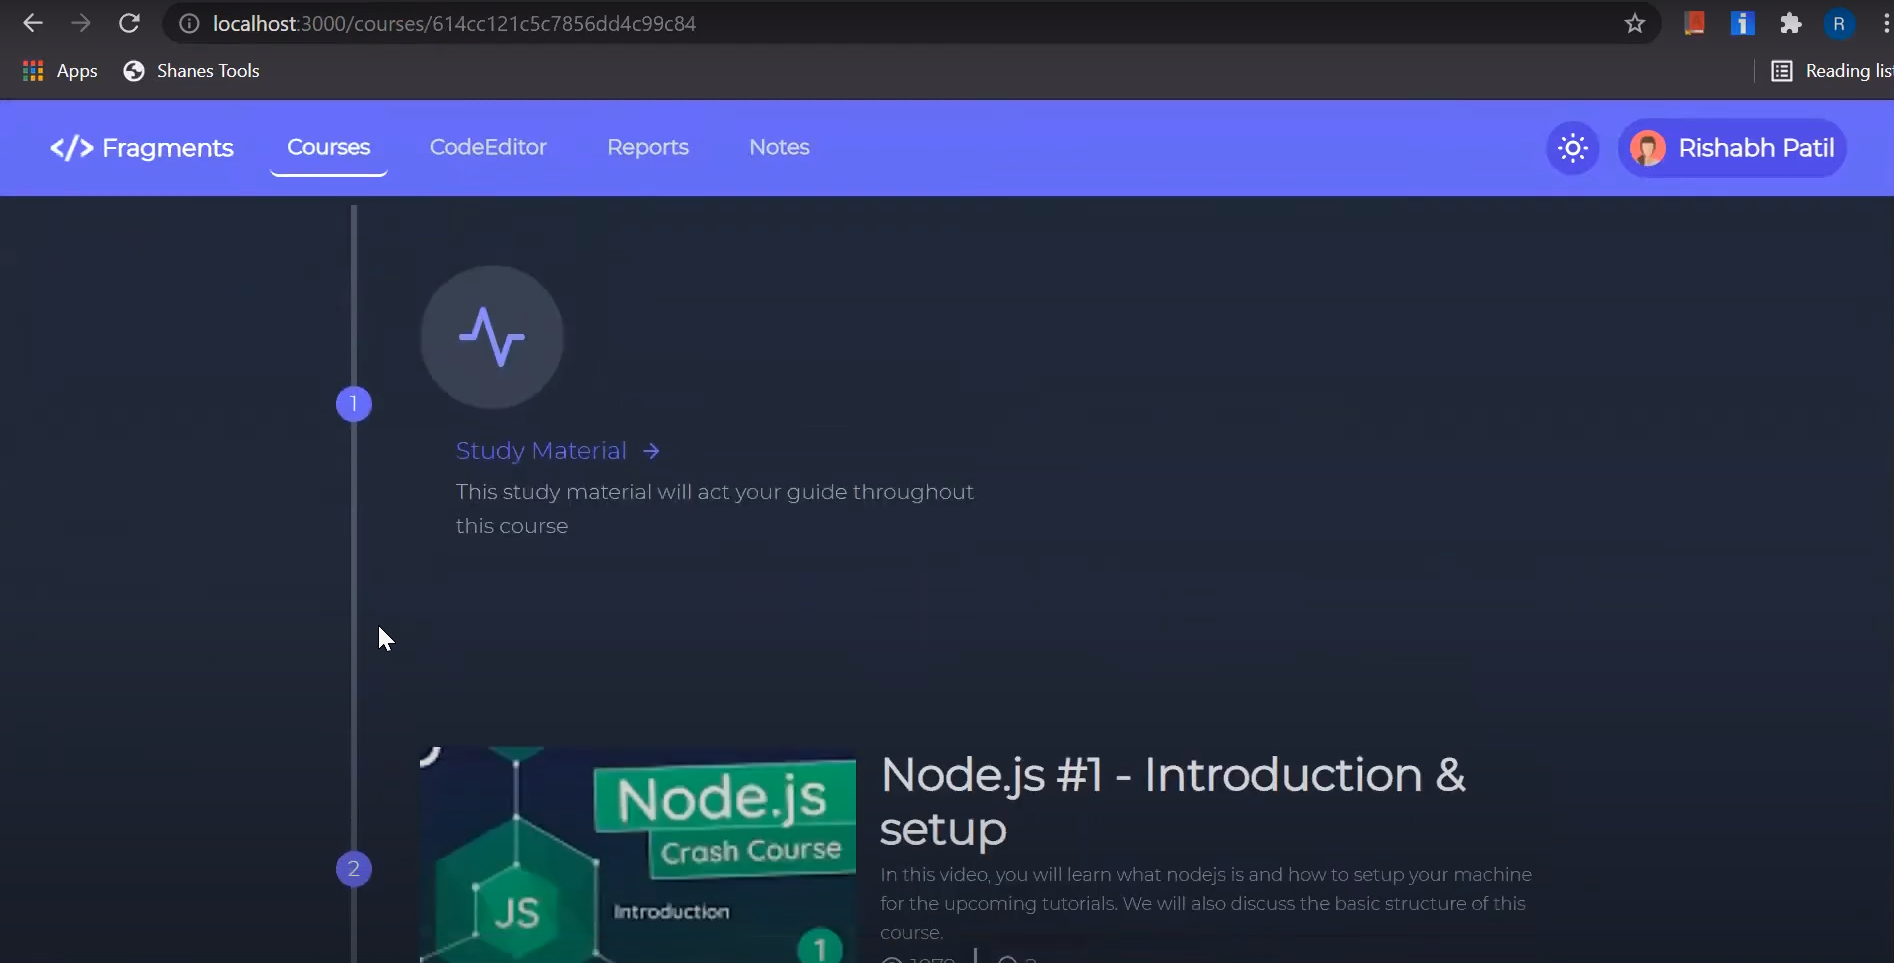 localhost:3000/courses/614cc121c5c7856dd4c99c84
R
Apps
Shanes Tools
Reading list
</> Fragments
Courses
CodeEditor
Reports
Notes
Rishabh Patil
1
Study Material →
This study material will act your guide throughout
this course
2
Node.js
Crash Course
JS
Introduction
1
Node.js #1 - Introduction &
setup
In this video, you will learn what nodejs is and how to setup your machine
for the upcoming tutorials. We will also discuss the basic structure of this
course.